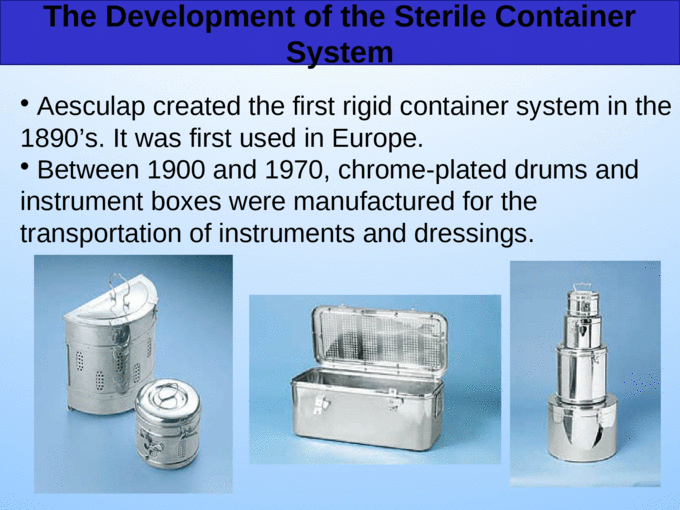 The Development of the Sterile Container
System
• Aesculap created the first rigid container system in the
1890’s. It was first used in Europe.
• Between 1900 and 1970, chrome-plated drums and
instrument boxes were manufactured for the
transportation of instruments and dressings.